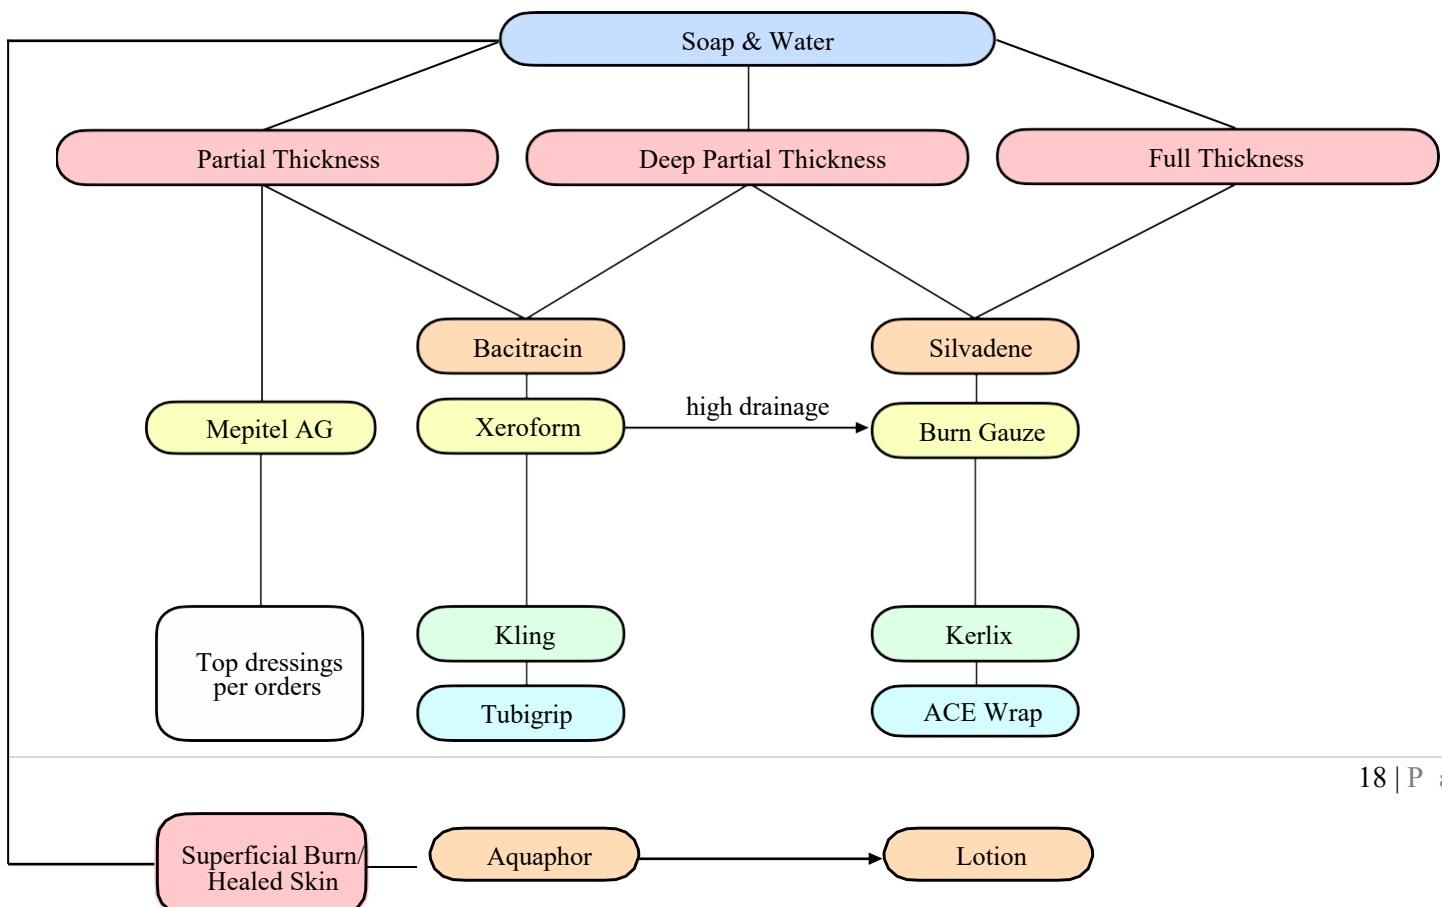 Soap & Water
Partial Thickness
Deep Partial Thickness
Full Thickness
Bacitracin
Silvadene
Mepitel AG
Xeroform
high drainage
Burn Gauze
Top dressings
per orders
Kling
Kerlix
Tubigrip
ACE Wrap
18 | P a
Superficial Burn/
Healed Skin
Aquaphor
Lotion